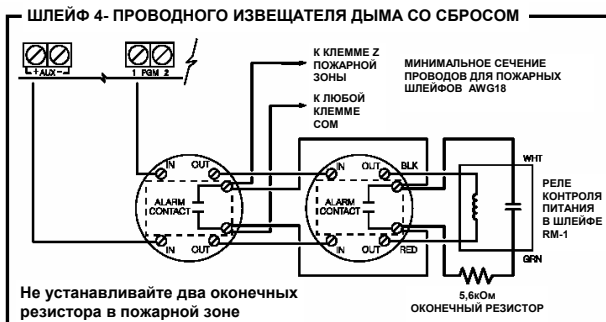 ШЛЕЙФ 4- ПРОВОДНОГО ИЗВЕЩАТЕЛЯ ДЫМА СО СБРОСОМ
+ AUX -
1 PGM 2
К КЛЕММЕ Z
ПОЖАРНОЙ
ЗОНЫ
К ЛЮБОЙ
КЛЕММЕ
COM
МИНИМАЛЬНОЕ СЕЧЕНИЕ
ПРОВОДОВ ДЛЯ ПОЖАРНЫХ
ШЛЕЙФОВ AWG18
IN OUT
ALARM
CONTACT
IN OUT
IN OUT
ALARM
CONTACT
IN OUT
BLK
RED
WHT
GRN
РЕЛЕ
КОНТРОЛЯ
ПИТАНИЯ
В ШЛЕЙФЕ
RM-1
5,6кОм
ОКОНЕЧНЫЙ РЕЗИСТОР
Не устанавливайте два оконечных
резистора в пожарной зоне